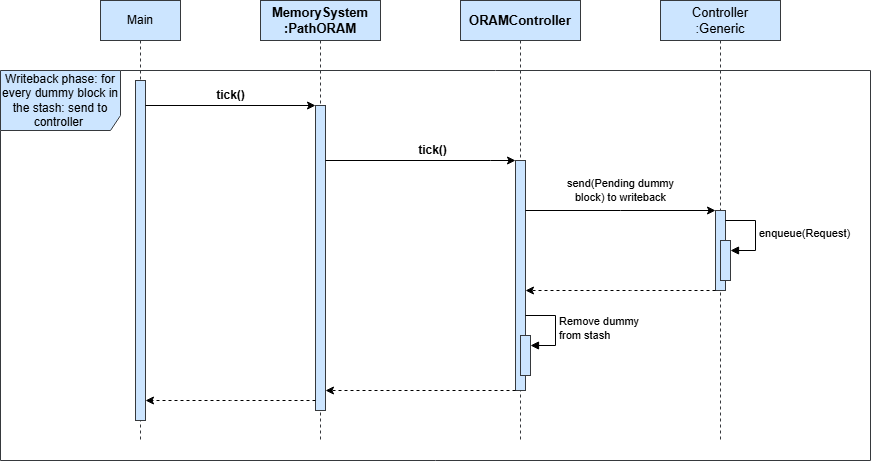 Main
MemorySystem
:PathORAM
ORAMController
Controller
:Generic
Writeback phase: for
every dummy block in
the stash: send to
controller
tick()
tick()
send(Pending dummy
block) to writeback
enqueue(Request)
Remove dummy
from stash